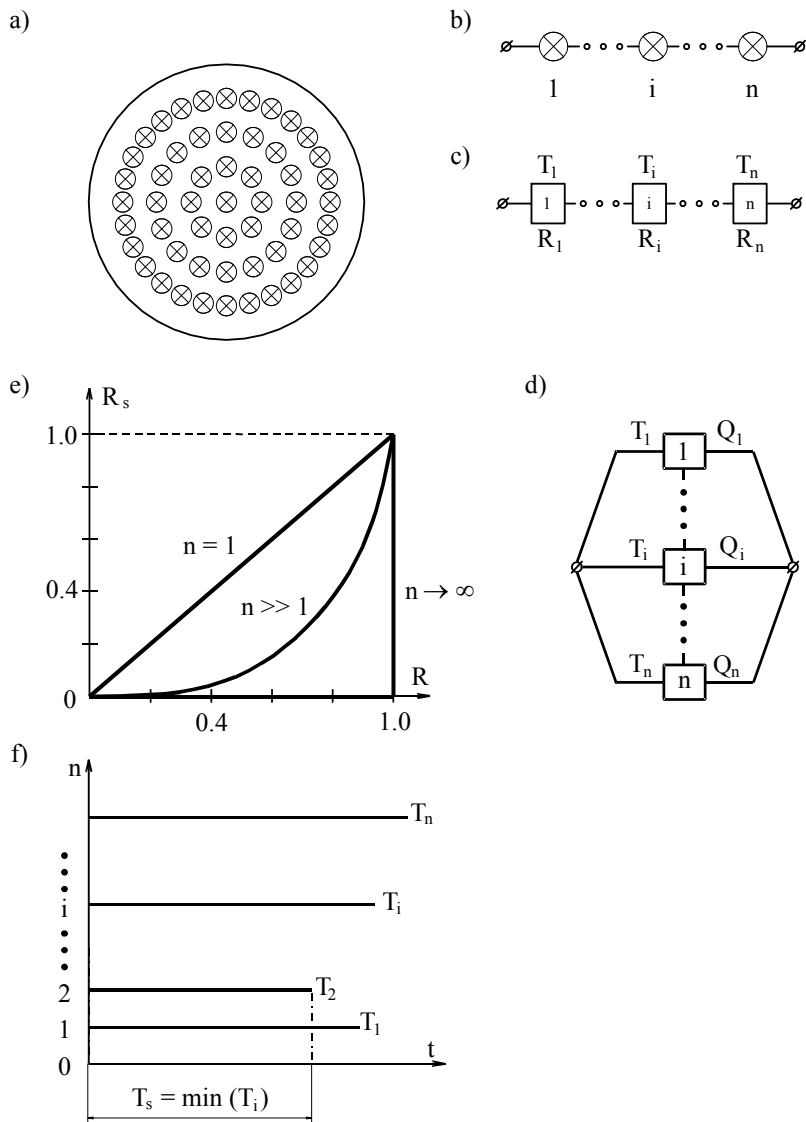 a)
b)
1 i n
c)
T1 Ti Tn
1 i n
R1 Ri Rn
e)
Rs
1.0
n = 1
0.4
n >> 1
n → ∞
0
0.4
1.0
R
d)
T1 1 Q1
Ti i Qi
Tn n Qn
f)
n
Tn
i
Ti
2
T2
1
T1
0
t
Ts = min (Ti)